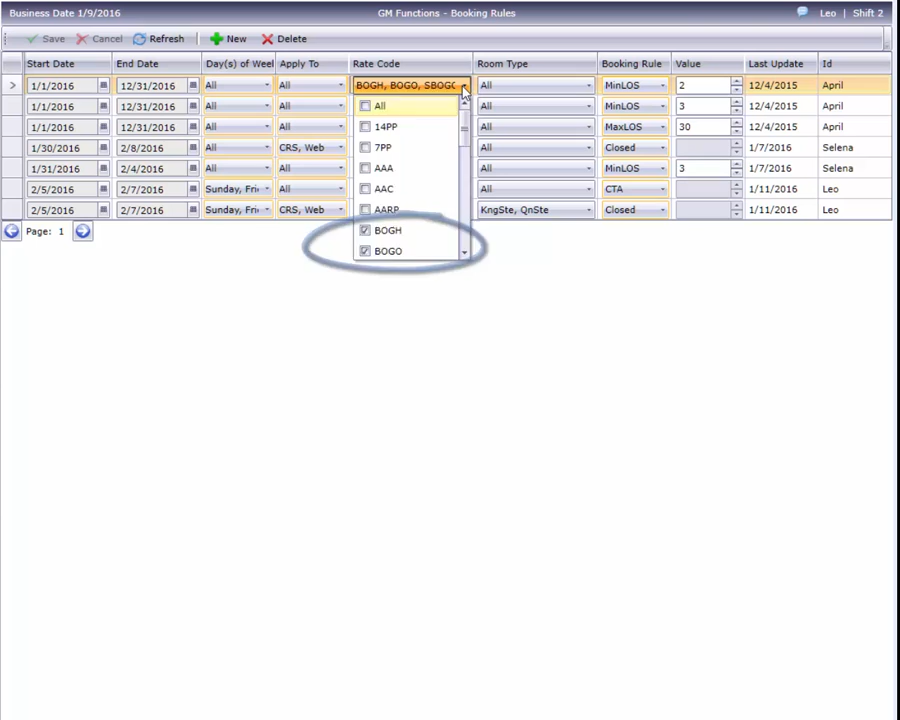 Business Date 1/9/2016 GM Functions - Booking Rules Leo | Shift 2
Save Cancel Refresh New Delete
Start Date End Date Day(s) of Weel Apply To Rate Code Room Type Booking Rule Value Last Update Id
1/1/2016 12/31/2016 All All BOGH, BOGO, SBOGC All MinLOS 2 12/4/2015 April
1/1/2016 12/31/2016 All All All All MinLOS 3 12/4/2015 April
1/1/2016 12/31/2016 All All 14PP All MaxLOS 30 12/4/2015 April
1/30/2016 2/8/2016 All CRS, Web 7PP All Closed 1/7/2016 Selena
1/31/2016 2/4/2016 All All AAA All MinLOS 3 1/7/2016 Selena
2/5/2016 2/7/2016 Sunday, Fri All AAC All CTA 1/11/2016 Leo
2/5/2016 2/7/2016 Sunday, Fri CRS, Web AARP KngSte, QnSte Closed 1/11/2016 Leo
Page: 1 BOGH
BOGO